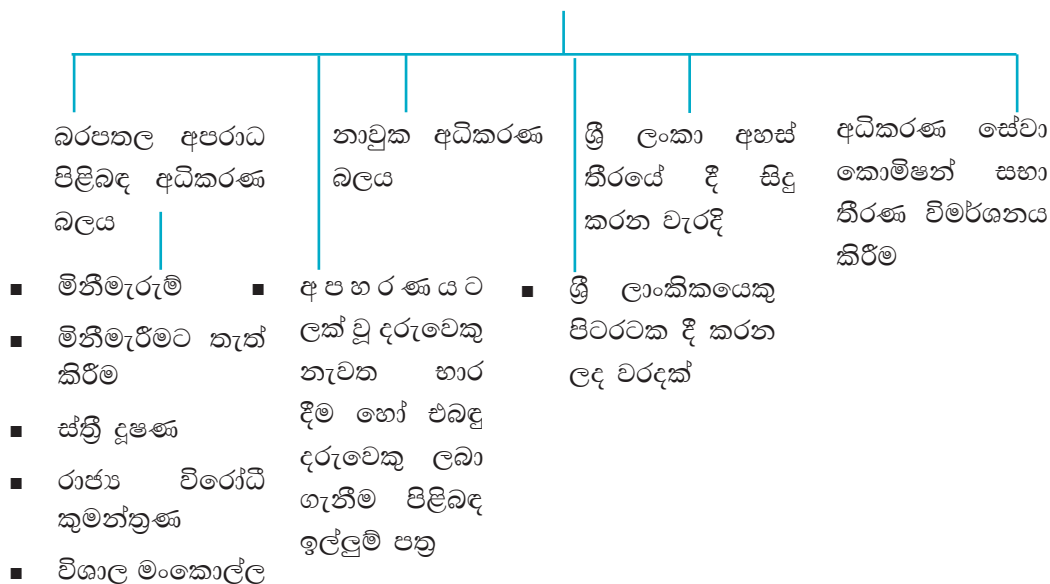 බරපතල අපරාධ
පිළිබඳ අධිකරණ
බලය
■ මිනීමැරුම්
■ මිනීමැරීමට තැත්
කිරීම
■ ස්ත්‍රී දූෂණ
■ රාජ්‍ය විරෝධී
කුමන්ත්‍රණ
■ විශාල මංකොල්ල
නාවුක අධිකරණ
බලය
■ අපහරණයට
ලක් වූ දරුවෙකු
නැවත භාර
දීම හෝ එබඳු
දරුවෙකු ලබා
ගැනීම පිළිබඳ
ඉල්ලුම් පත්‍ර
ශ්‍රී ලංකා අහස්
තීරයේ දී සිදු
කරන වැරදි
■ ශ්‍රී ලාංකිකයෙකු
පිටරටක දී කරන
ලද වරදක්
අධිකරණ සේවා
කොමිෂන් සභා
තීරණ විමර්ශනය
කිරීම